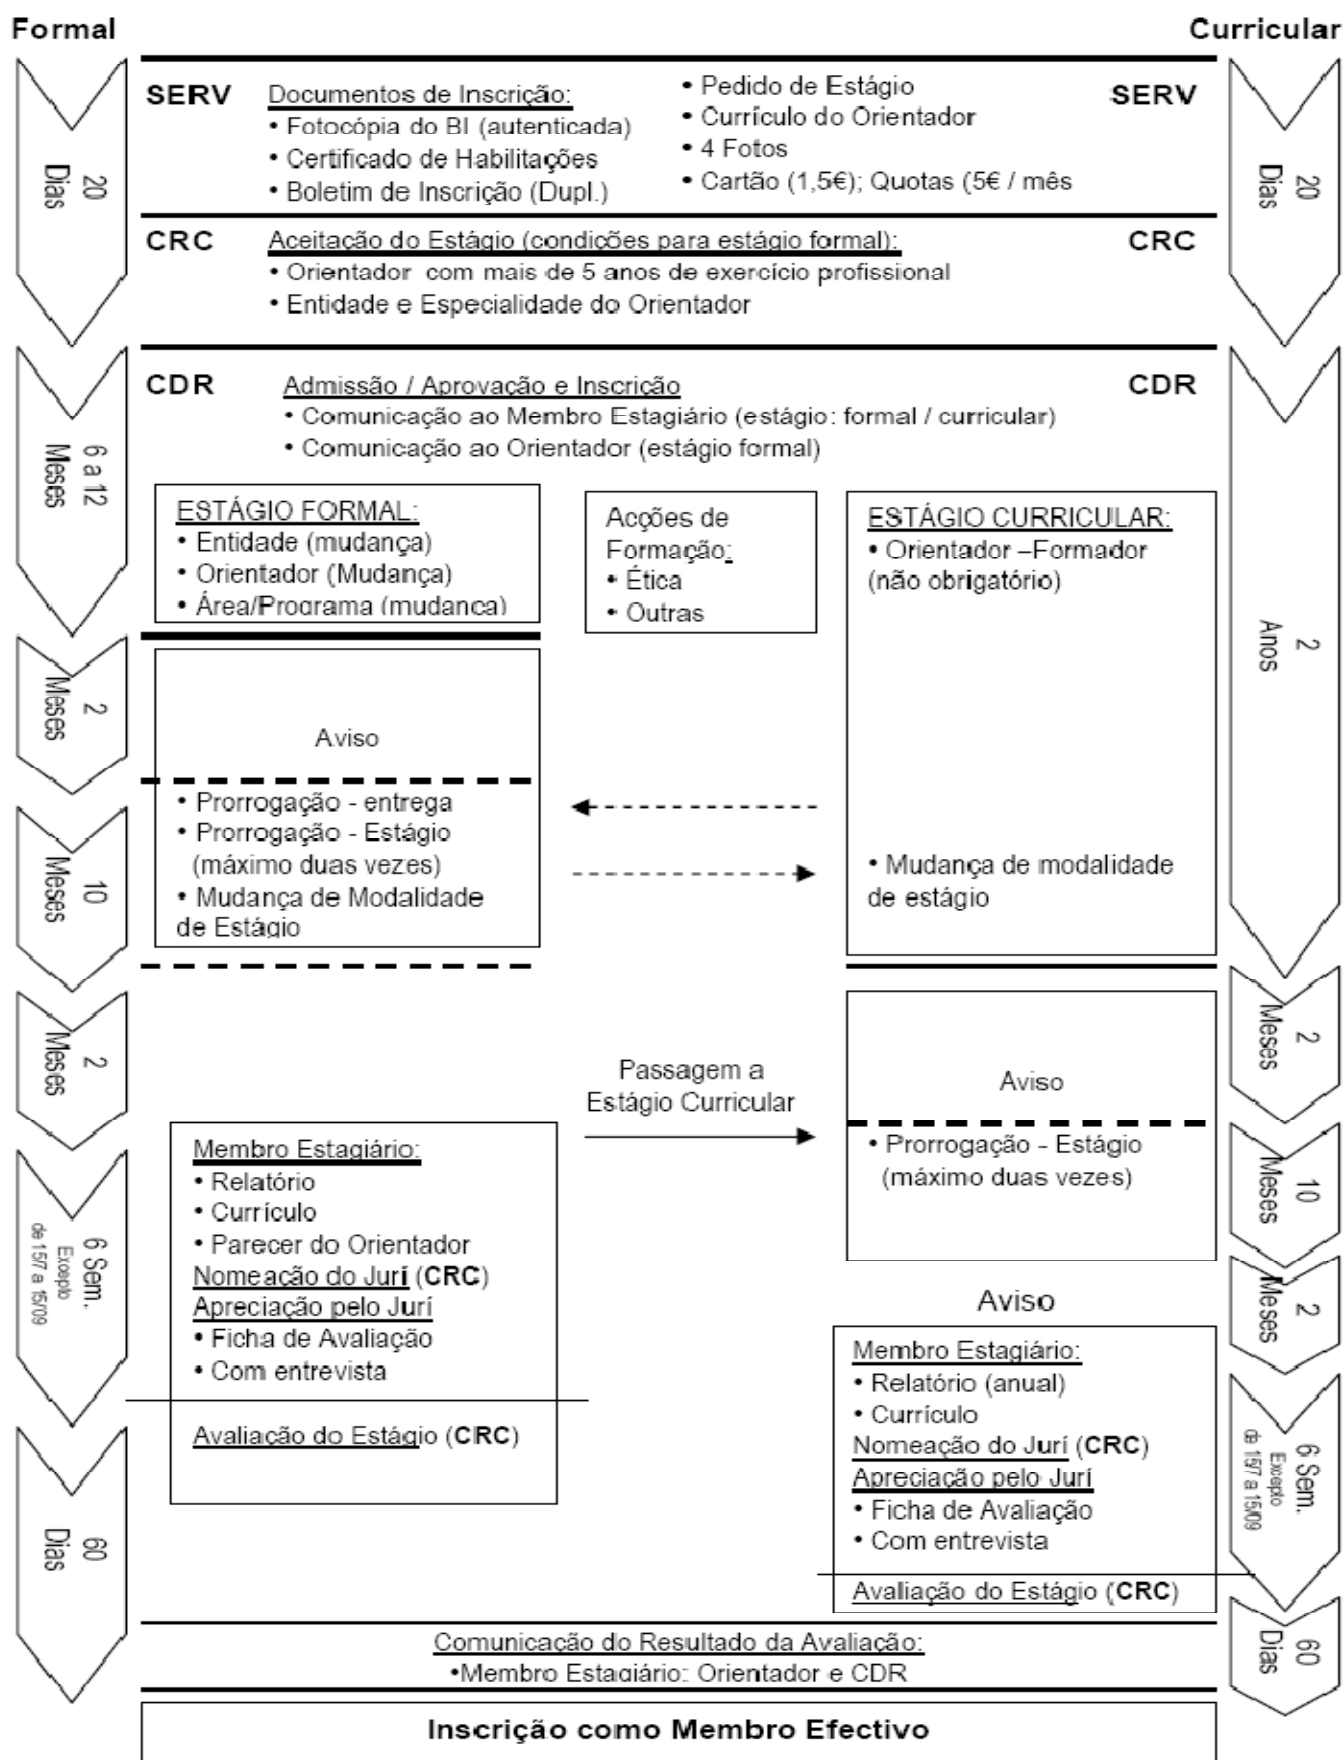 Formal
Curricular
SERV
Documentos de Inscrição:
• Fotocópia do BI (autenticada)
• Certificado de Habilitações
• Boletim de Inscrição (Dupl.)
• Pedido de Estágio
• Currículo do Orientador
• 4 Fotos
• Cartão (1,5€); Quotas (5€ / mês
SERV
20
Dias
20
Dias
CRC
Aceitação do Estágio (condições para estágio formal):
CRC
• Orientador com mais de 5 anos de exercício profissional
• Entidade e Especialidade do Orientador
CDR
Admissão / Aprovação e Inscrição
CDR
• Comunicação ao Membro Estagiário (estágio: formal / curricular)
• Comunicação ao Orientador (estágio formal)
6 a 12
Meses
ESTÁGIO FORMAL:
• Entidade (mudança)
• Orientador (Mudança)
• Área/Programa (mudança)
Acções de
Formação:
• Ética
• Outras
ESTÁGIO CURRICULAR:
• Orientador –Formador
(não obrigatório)
2
Anos
2
Meses
Aviso
• Prorrogação - entrega
• Prorrogação - Estágio
(máximo duas vezes)
• Mudança de Modalidade
de Estágio
10
Meses
• Mudança de modalidade
de estágio
2
Meses
2
Meses
Passagem a
Estágio Curricular
Aviso
• Prorrogação - Estágio
(máximo duas vezes)
10
Meses
Membro Estagiário:
• Relatório
• Currículo
• Parecer do Orientador
Nomeação do Jurí (CRC)
Apreciação pelo Jurí
• Ficha de Avaliação
• Com entrevista
6 Sem.
Excepto
de 15/7 a 15/09
Avaliação do Estágio (CRC)
2
Meses
Aviso
Membro Estagiário:
• Relatório (anual)
• Currículo
Nomeação do Jurí (CRC)
Apreciação pelo Jurí
• Ficha de Avaliação
• Com entrevista
6 Sem.
Excepto
de 15/7 a 15/09
Avaliação do Estágio (CRC)
60
Dias
60
Dias
Comunicação do Resultado da Avaliação:
•Membro Estagiário: Orientador e CDR
Inscrição como Membro Efectivo